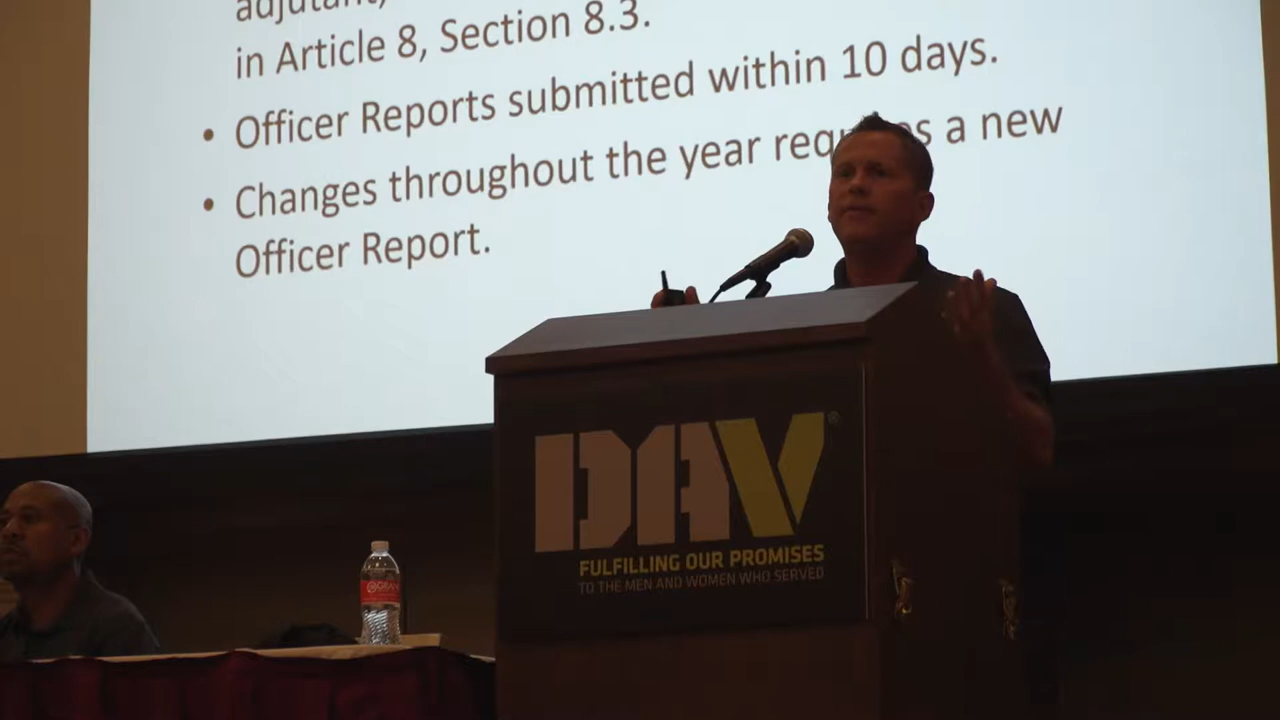 adjutant,
in Article 8, Section 8.3.
• Officer Reports submitted within 10 days.
• Changes throughout the year a new
Officer Report.
DAV®
FULFILLING OUR PROMISES
TO THE MEN AND WOMEN WHO SERVED